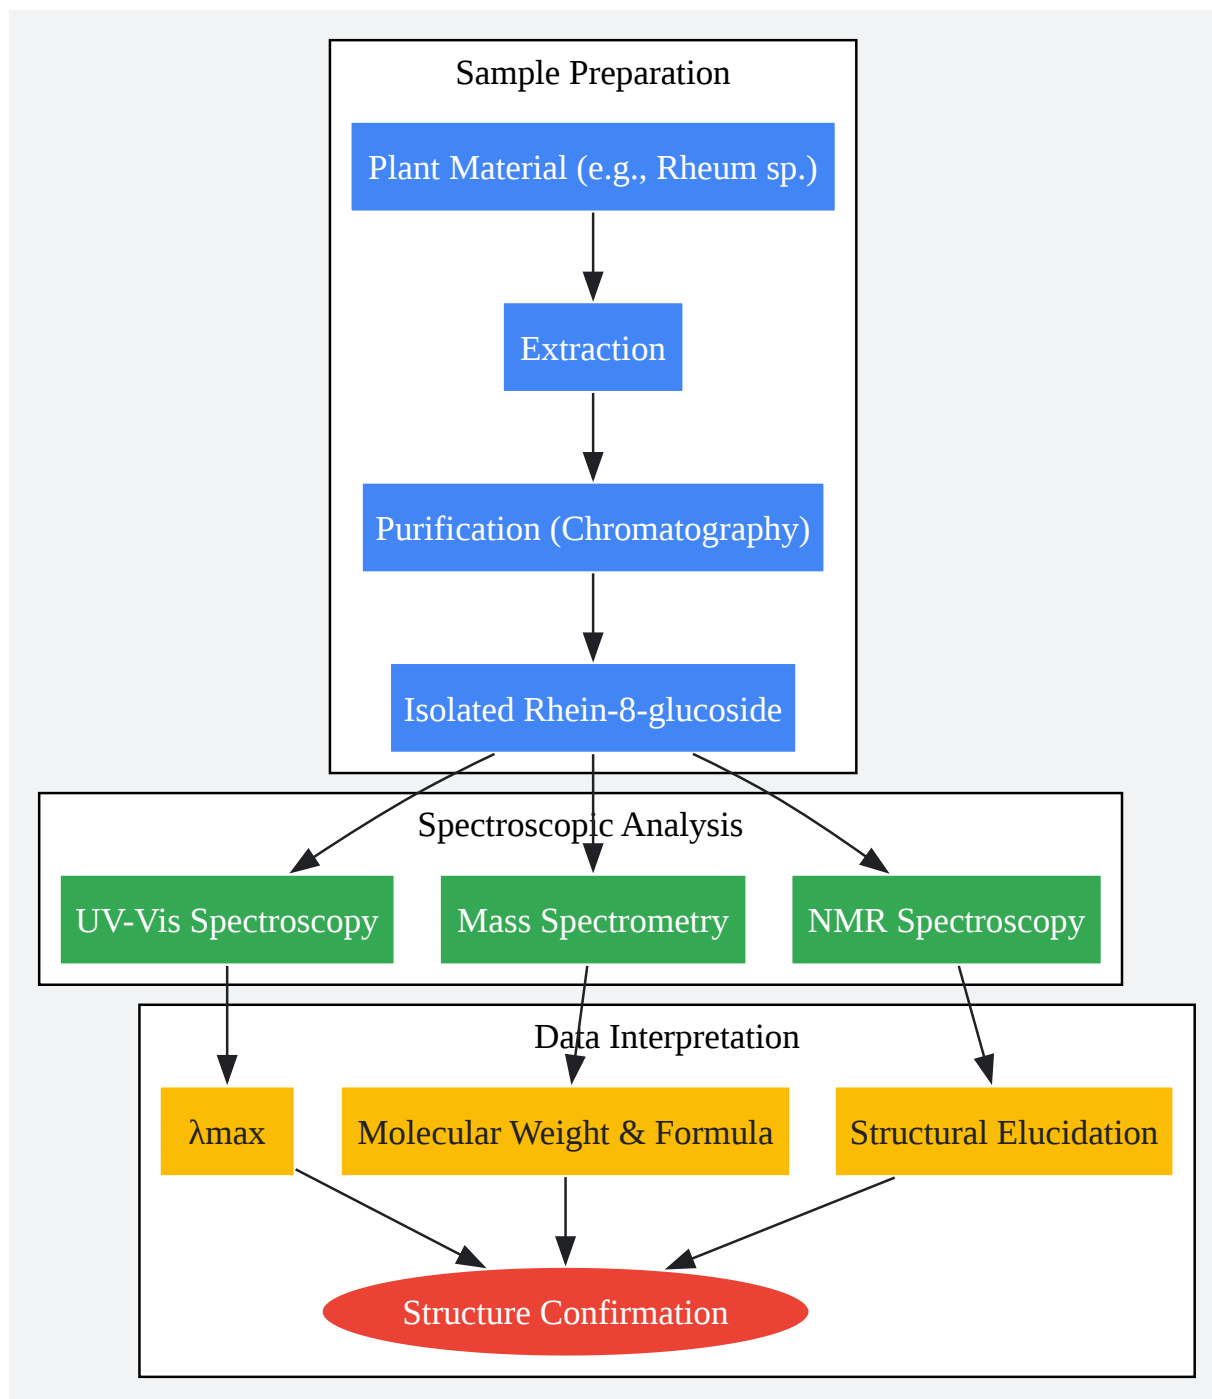 Sample Preparation
Plant Material (e.g., Rheum sp.)
Extraction
Purification (Chromatography)
Isolated Rhein-8-glucoside
Spectroscopic Analysis
UV-Vis Spectroscopy
Mass Spectrometry
NMR Spectroscopy
Data Interpretation
λmax
Molecular Weight & Formula
Structural Elucidation
Structure Confirmation